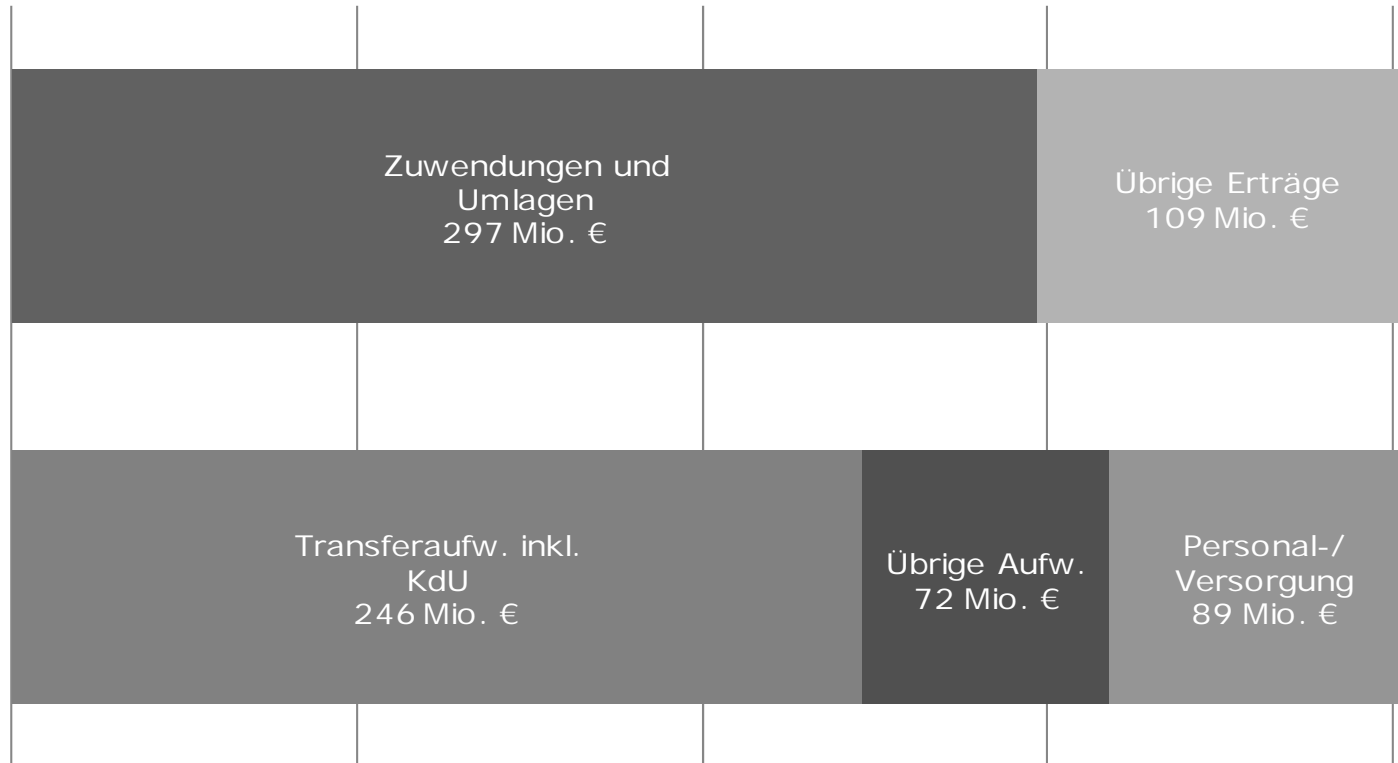 Zuwendungen und
Umlagen
297 Mio. €
Übrige Erträge
109 Mio. €
Transferaufw. inkl.
KdU
246 Mio. €
Übrige Aufw.
72 Mio. €
Personal-/
Versorgung
89 Mio. €